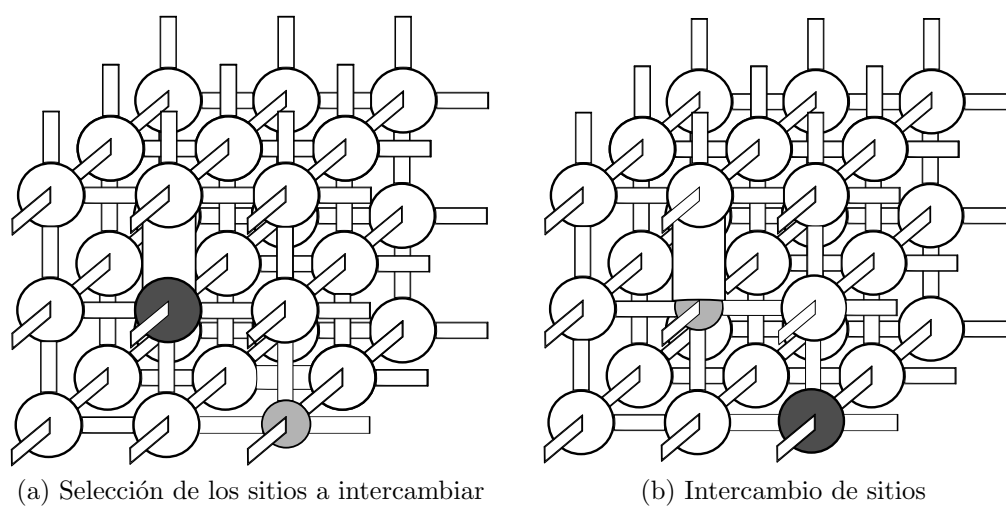 (a) Selección de los sitios a intercambiar
(b) Intercambio de sitios